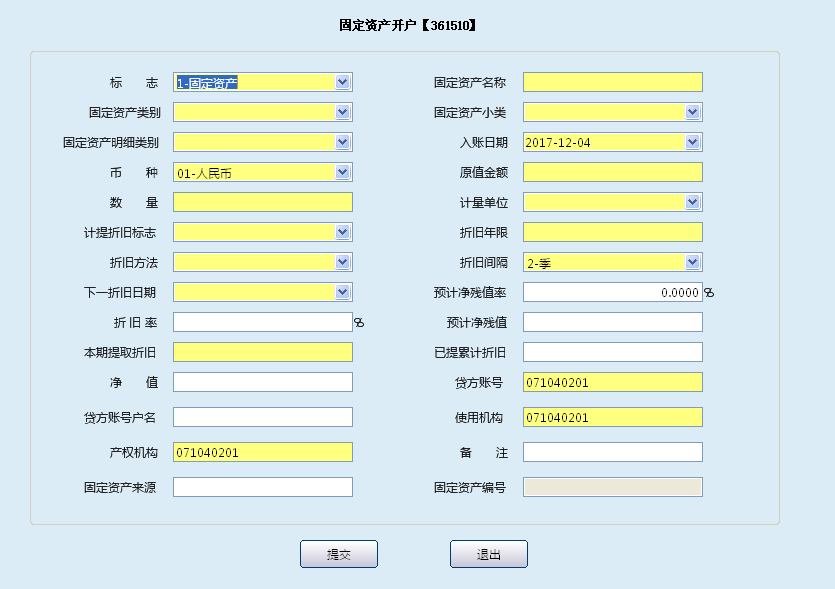 固定资产开户【361510】
标 志 1-固定资产 固定资产名称
固定资产类别 固定资产小类
固定资产明细类别 入账日期 2017-12-04
币 种 01-人民币 原值金额
数 量 计量单位
计提折旧标志 折旧年限
折旧方法 折旧间隔 2-季
下一折旧日期 预计净残值率 0.0000 %
折 旧 率 % 预计净残值
本期提取折旧 已提累计折旧
净 值 贷方账号 071040201
贷方账号户名 使用机构 071040201
产权机构 071040201 备 注
固定资产来源 固定资产编号
提交 退出